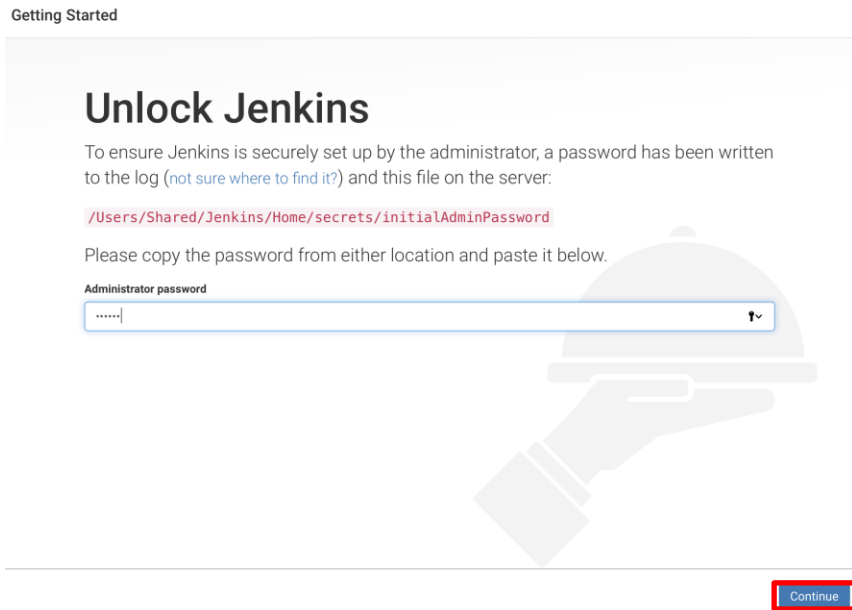 Getting Started
Unlock Jenkins
To ensure Jenkins is securely set up by the administrator, a password has been written
to the log (not sure where to find it?) and this file on the server:
/Users/Shared/Jenkins/Home/secrets/initialAdminPassword
Please copy the password from either location and paste it below.
Administrator password
••••••
Continue